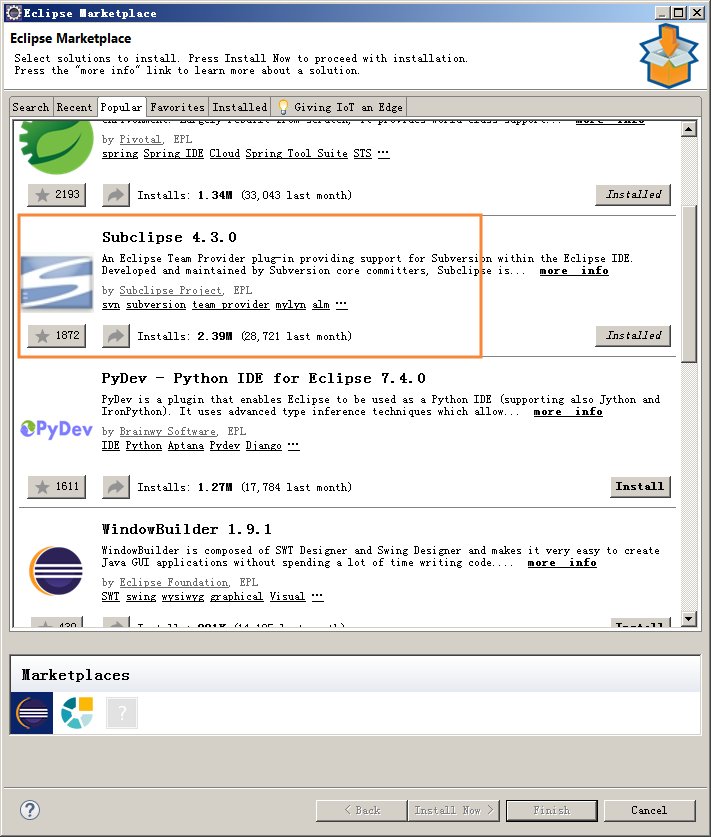 Eclipse Marketplace
Eclipse Marketplace
Select solutions to install. Press Install Now to proceed with installation.
Press the "more info" link to learn more about a solution.
Search Recent Popular Favorites Installed Giving IoT an Edge
environment. Largely rebuilt from scratch, it provides world-class support... more info
by Pivotal, EPL
spring Spring IDE Cloud Spring Tool Suite STS ...
2193 Installs: 1.34M (33,043 last month) Installed
Subclipse 4.3.0
An Eclipse Team Provider plug-in providing support for Subversion within the Eclipse IDE.
Developed and maintained by Subversion core committers, Subclipse is... more info
by Subclipse Project, EPL
svn subversion team provider mylyn alm ...
1872 Installs: 2.39M (28,721 last month) Installed
PyDev - Python IDE for Eclipse 7.4.0
PyDev is a plugin that enables Eclipse to be used as a Python IDE (supporting also Jython and
IronPython). It uses advanced type inference techniques which allow... more info
PyDev
by Brainwy Software, EPL
IDE Python Aptana Pydev Django ...
1611 Installs: 1.27M (17,784 last month) Install
WindowBuilder 1.9.1
WindowBuilder is composed of SWT Designer and Swing Designer and makes it very easy to create
Java GUI applications without spending a lot of time writing code.... more info
by Eclipse Foundation, EPL
SWT swing wysiwyg graphical Visual ...
Installs: Install
Marketplaces
?
? < Back Install Now > Finish Cancel